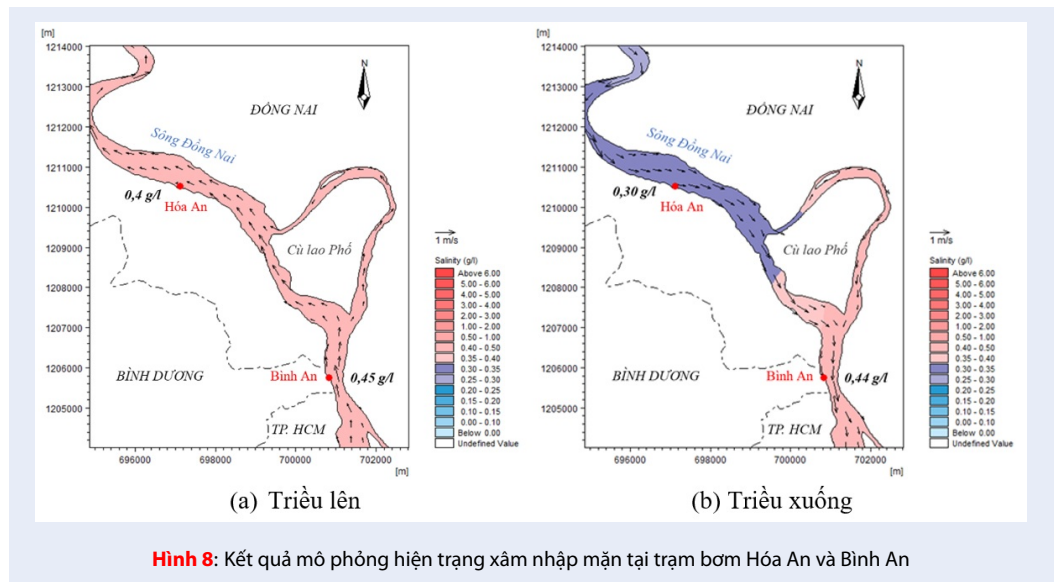 [m]
1214000
1213000
1212000
1211000
1210000
1209000
1208000
1207000
1206000
1205000
696000
698000
700000
702000
[m]
N
ĐỒNG NAI
Sông Đồng Nai
0,4 g/l
Hóa An
Cù lao Phố
Bình An
0,45 g/l
BÌNH DƯƠNG
TP. HCM
1 m/s
Salinity (g/l)
Above 6.00
5.00 - 6.00
4.00 - 5.00
3.00 - 4.00
2.00 - 3.00
1.00 - 2.00
0.50 - 1.00
0.40 - 0.50
0.35 - 0.40
0.30 - 0.35
0.25 - 0.30
0.20 - 0.25
0.15 - 0.20
0.10 - 0.15
0.00 - 0.10
Below 0.00
Undefined Value
(a) Triều lên
[m]
1214000
1213000
1212000
1211000
1210000
1209000
1208000
1207000
1206000
1205000
696000
698000
700000
702000
[m]
N
ĐỒNG NAI
Sông Đồng Nai
0,30 g/l
Hóa An
Cù lao Phố
Bình An
0,44 g/l
BÌNH DƯƠNG
TP. HCM
1 m/s
Salinity (g/l)
Above 6.00
5.00 - 6.00
4.00 - 5.00
3.00 - 4.00
2.00 - 3.00
1.00 - 2.00
0.50 - 1.00
0.40 - 0.50
0.35 - 0.40
0.30 - 0.35
0.25 - 0.30
0.20 - 0.25
0.15 - 0.20
0.10 - 0.15
0.00 - 0.10
Below 0.00
Undefined Value
(b) Triều xuống
Hình 8: Kết quả mô phỏng hiện trạng xâm nhập mặn tại trạm bơm Hóa An và Bình An